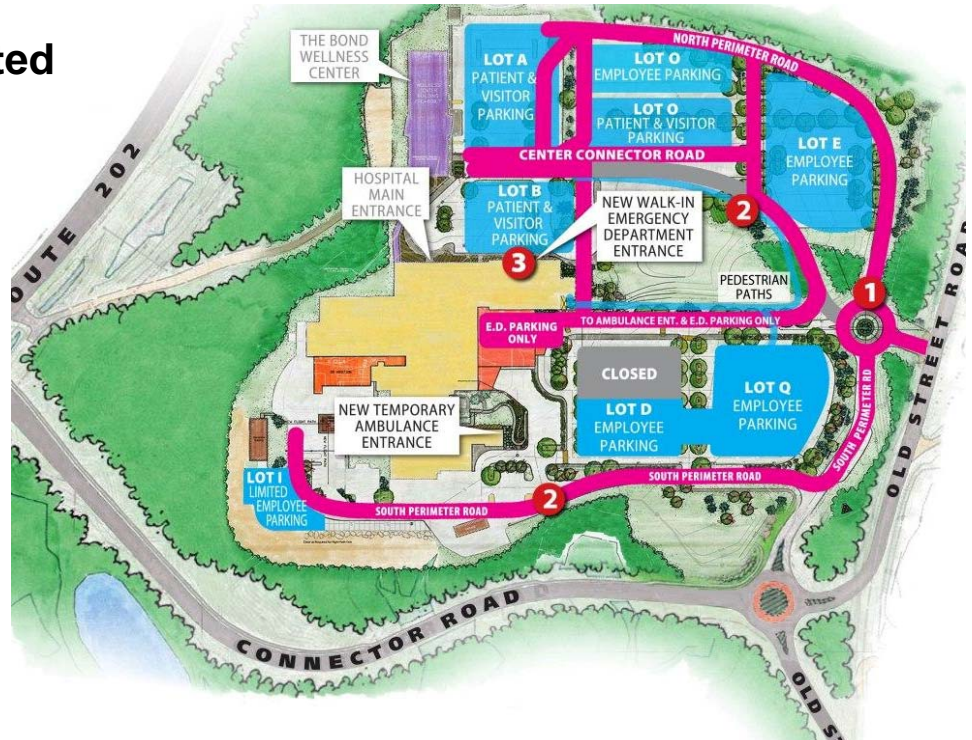 ted
THE BOND
WELLNESS
CENTER
LOT A
PATIENT &
VISITOR
PARKING
LOT O
EMPLOYEE PARKING
LOT O
PATIENT & VISITOR
PARKING
NORTH PERIMETER ROAD
LOT E
EMPLOYEE
PARKING
CENTER CONNECTOR ROAD
OUTE 202
HOSPITAL
MAIN
ENTRANCE
LOT B
PATIENT &
VISITOR
PARKING
NEW WALK-IN
EMERGENCY
DEPARTMENT
ENTRANCE
2
3
PEDESTRIAN
PATHS
1
E.D. PARKING
ONLY
TO AMBULANCE ENT. & E.D. PARKING ONLY
CLOSED
LOT D
EMPLOYEE
PARKING
LOT Q
EMPLOYEE
PARKING
SOUTH PERIMETER RD
OLD STREET ROAD
NEW TEMPORARY
AMBULANCE
ENTRANCE
LOT I
LIMITED
EMPLOYEE
PARKING
SOUTH PERIMETER ROAD
2
SOUTH PERIMETER ROAD
CONNECTOR ROAD
OLD S